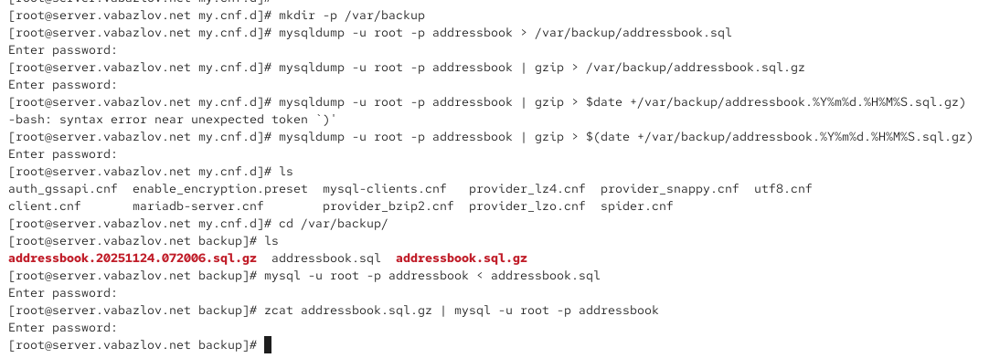 [root@server.vabazlov.net my.cnf.d]# mkdir -p /var/backup
[root@server.vabazlov.net my.cnf.d]# mysqldump -u root -p addressbook > /var/backup/addressbook.sql
Enter password:
[root@server.vabazlov.net my.cnf.d]# mysqldump -u root -p addressbook | gzip > /var/backup/addressbook.sql.gz
Enter password:
[root@server.vabazlov.net my.cnf.d]# mysqldump -u root -p addressbook | gzip > $date +/var/backup/addressbook.%Y%m%d.%H%M%S.sql.gz)
-bash: syntax error near unexpected token `)'
[root@server.vabazlov.net my.cnf.d]# mysqldump -u root -p addressbook | gzip > $(date +/var/backup/addressbook.%Y%m%d.%H%M%S.sql.gz)
Enter password:
[root@server.vabazlov.net my.cnf.d]# ls
auth_gssapi.cnf  enable_encryption.preset  mysql-clients.cnf   provider_lz4.cnf  provider_snappy.cnf  utf8.cnf
client.cnf       mariadb-server.cnf        provider_bzip2.cnf  provider_lzo.cnf  spider.cnf
[root@server.vabazlov.net my.cnf.d]# cd /var/backup/
[root@server.vabazlov.net backup]# ls
addressbook.20251124.072006.sql.gz  addressbook.sql  addressbook.sql.gz
[root@server.vabazlov.net backup]# mysql -u root -p addressbook < addressbook.sql
Enter password:
[root@server.vabazlov.net backup]# zcat addressbook.sql.gz | mysql -u root -p addressbook
Enter password:
[root@server.vabazlov.net backup]#